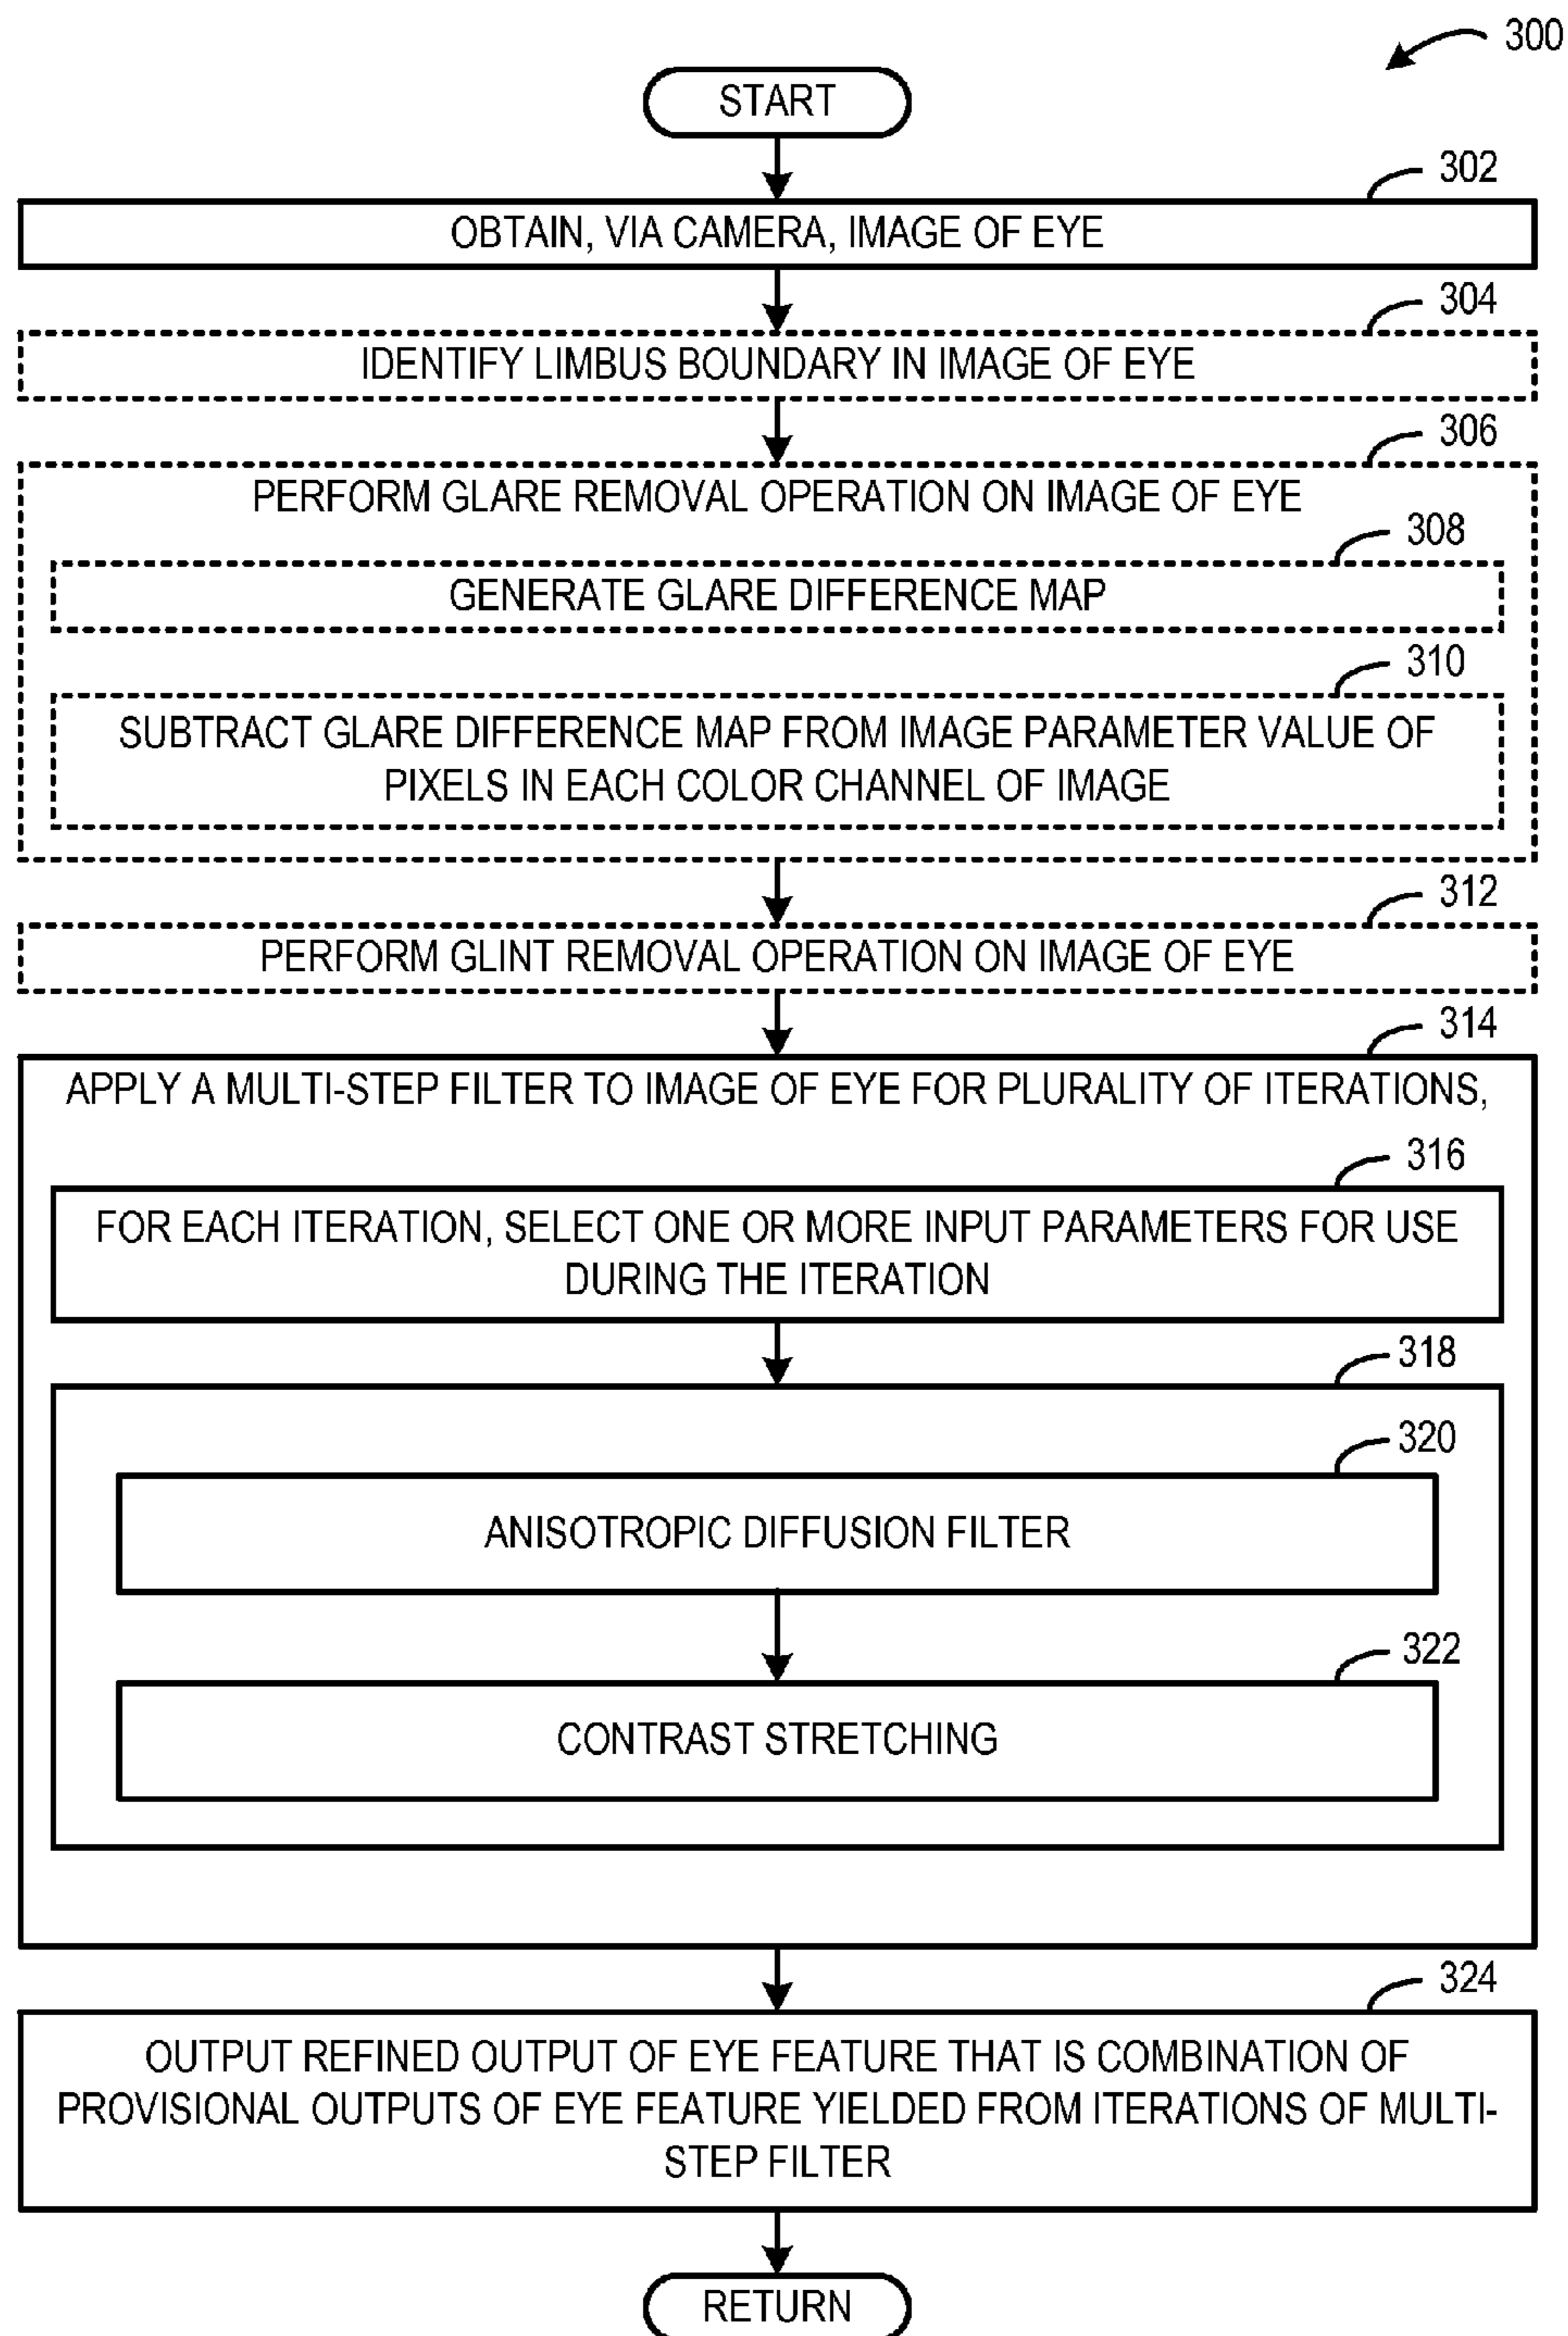 300
START
302
OBTAIN, VIA CAMERA, IMAGE OF EYE
304
IDENTIFY LIMBUS BOUNDARY IN IMAGE OF EYE
306
PERFORM GLARE REMOVAL OPERATION ON IMAGE OF EYE
308
GENERATE GLARE DIFFERENCE MAP
310
SUBTRACT GLARE DIFFERENCE MAP FROM IMAGE PARAMETER VALUE OF
PIXELS IN EACH COLOR CHANNEL OF IMAGE
312
PERFORM GLINT REMOVAL OPERATION ON IMAGE OF EYE
314
APPLY A MULTI-STEP FILTER TO IMAGE OF EYE FOR PLURALITY OF ITERATIONS,
316
FOR EACH ITERATION, SELECT ONE OR MORE INPUT PARAMETERS FOR USE
DURING THE ITERATION
318
320
ANISOTROPIC DIFFUSION FILTER
322
CONTRAST STRETCHING
324
OUTPUT REFINED OUTPUT OF EYE FEATURE THAT IS COMBINATION OF
PROVISIONAL OUTPUTS OF EYE FEATURE YIELDED FROM ITERATIONS OF MULTI-
STEP FILTER
RETURN